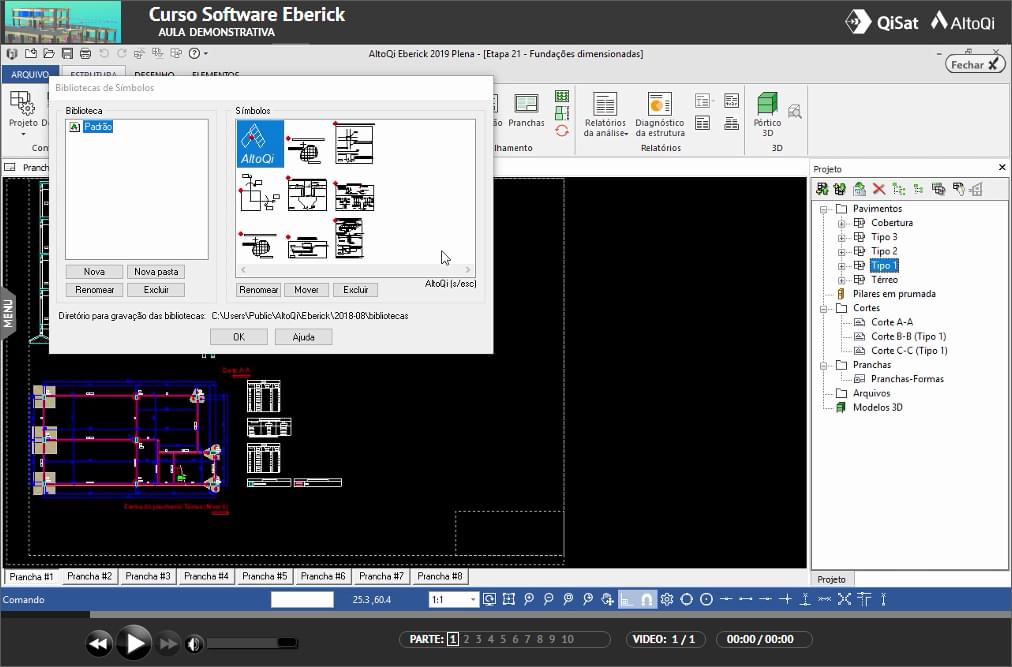 Curso Software Eberick
AULA DEMONSTRATIVA
QiSat
AltoQi
AltoQi Eberick 2019 Plena - [Etapa 21 - Fundações dimensionadas]
Fechar
ARQUIVO
ESTRUTURA
DESENHO
ELEMENTOS
Projeto
Pranchas
Relatórios da análise
Diagnóstico da estrutura
Pórtico 3D
Relatórios
3D
Bibliotecas de Símbolos
Biblioteca
Padrão
Nova
Nova pasta
Renomear
Excluir
Símbolos
AltoQi
Renomear
Mover
Excluir
AltoQi (s/esc)
Diretório para gravação das bibliotecas: C:\Users\Public\AltoQi\Eberick\2018-08\bibliotecas
OK
Ajuda
Projeto
Pavimentos
Cobertura
Tipo 3
Tipo 2
Tipo 1
Térreo
Pilares em prumada
Cortes
Corte A-A
Corte B-B (Tipo 1)
Corte C-C (Tipo 1)
Pranchas
Pranchas-Formas
Arquivos
Modelos 3D
Projeto
MENU
Prancha #1
Prancha #2
Prancha #3
Prancha #4
Prancha #5
Prancha #6
Prancha #7
Prancha #8
Comando
25.3 ,60.4
1:1
PARTE: 1 2 3 4 5 6 7 8 9 10
VIDEO: 1 / 1
00:00 / 00:00